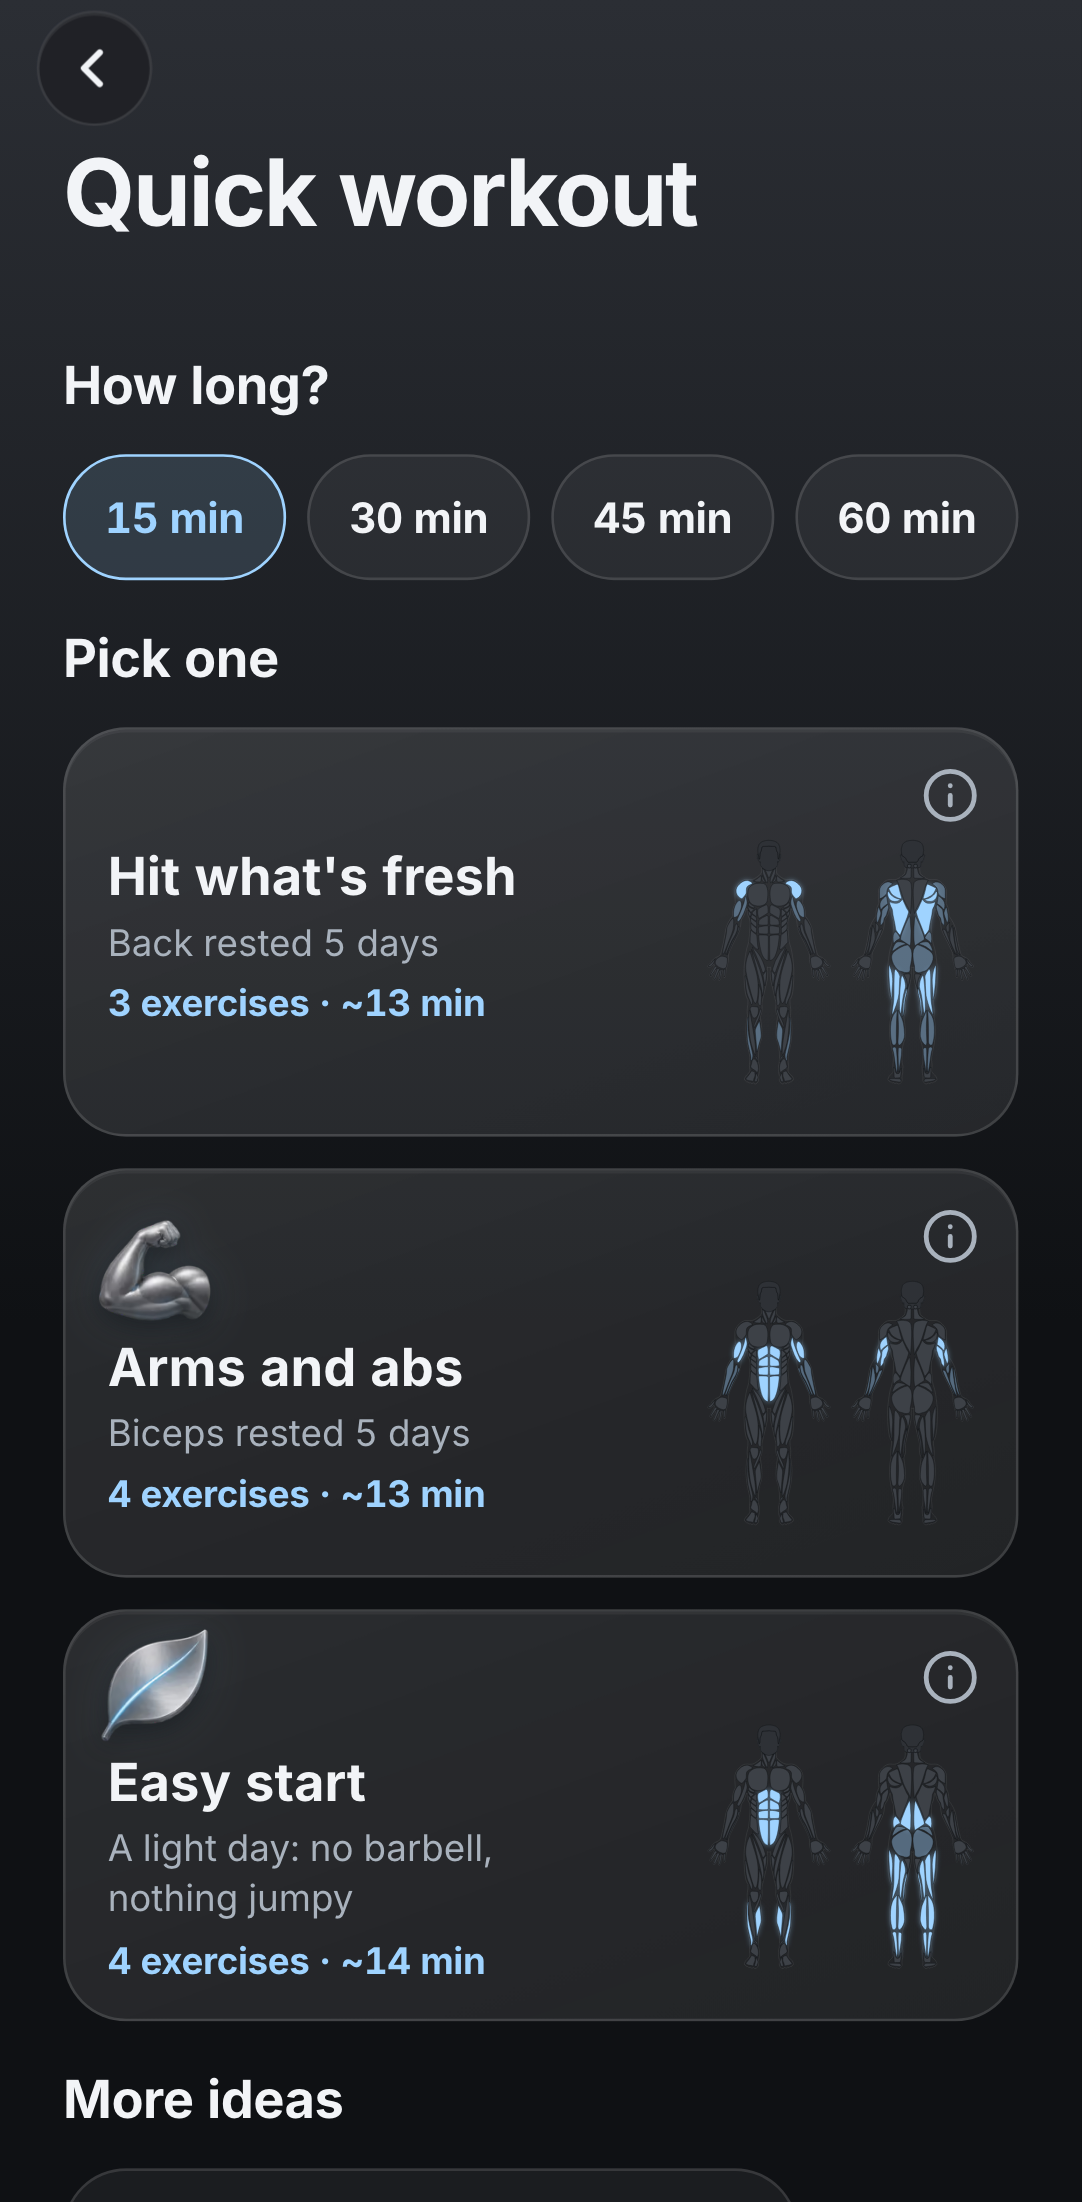 Quick workout
How long?
15 min
30 min
45 min
60 min
Pick one
Hit what's fresh
Back rested 5 days
3 exercises · ~13 min
Arms and abs
Biceps rested 5 days
4 exercises · ~13 min
Easy start
A light day: no barbell,
nothing jumpy
4 exercises · ~14 min
More ideas